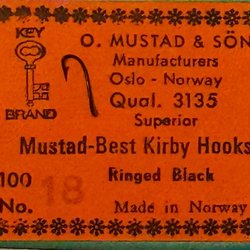 KEY
BRAND
O. MUSTAD & SÖN
Manufacturers
Oslo - Norway
Qual. 3135
Superior
Mustad-Best Kirby Hooks
100 Ringed Black
No. 18 Made in Norway